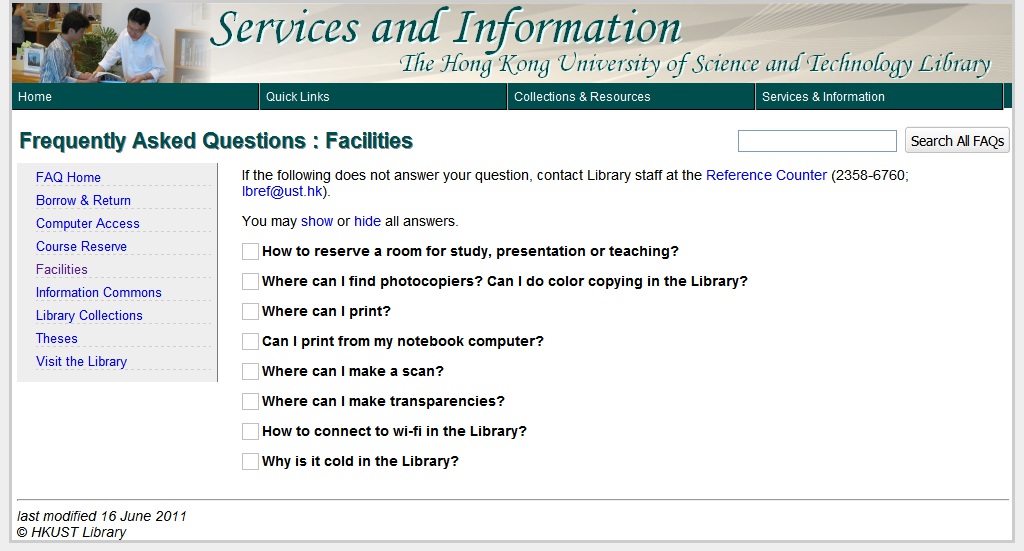 Services and Information
The Hong Kong University of Science and Technology Library
Home
Quick Links
Collections & Resources
Services & Information
Frequently Asked Questions : Facilities
Search All FAQs
FAQ Home
Borrow & Return
Computer Access
Course Reserve
Facilities
Information Commons
Library Collections
Theses
Visit the Library
If the following does not answer your question, contact Library staff at the Reference Counter (2358-6760;
lbref@ust.hk).
You may show or hide all answers.
How to reserve a room for study, presentation or teaching?
Where can I find photocopiers? Can I do color copying in the Library?
Where can I print?
Can I print from my notebook computer?
Where can I make a scan?
Where can I make transparencies?
How to connect to wi-fi in the Library?
Why is it cold in the Library?
last modified 16 June 2011
© HKUST Library